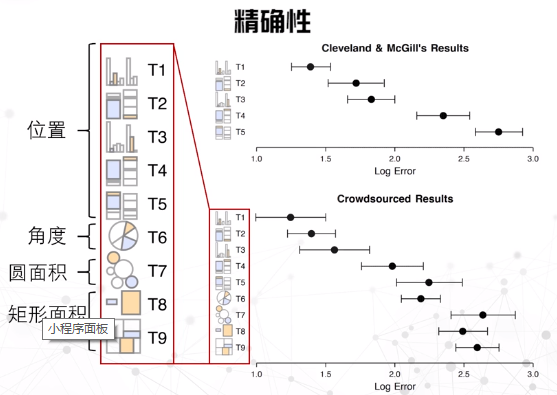 精确性
位置
角度
圆面积
矩形面积
小程序面板
T1
T2
T3
T4
T5
T6
T7
T8
T9
Cleveland & McGill's Results
T1
T2
T3
T4
T5
1.0 1.5 2.0 2.5 3.0
Log Error
Crowdsourced Results
T1
T2
T3
T4
T5
T6
T7
T8
T9
1.0 1.5 2.0 2.5 3.0
Log Error